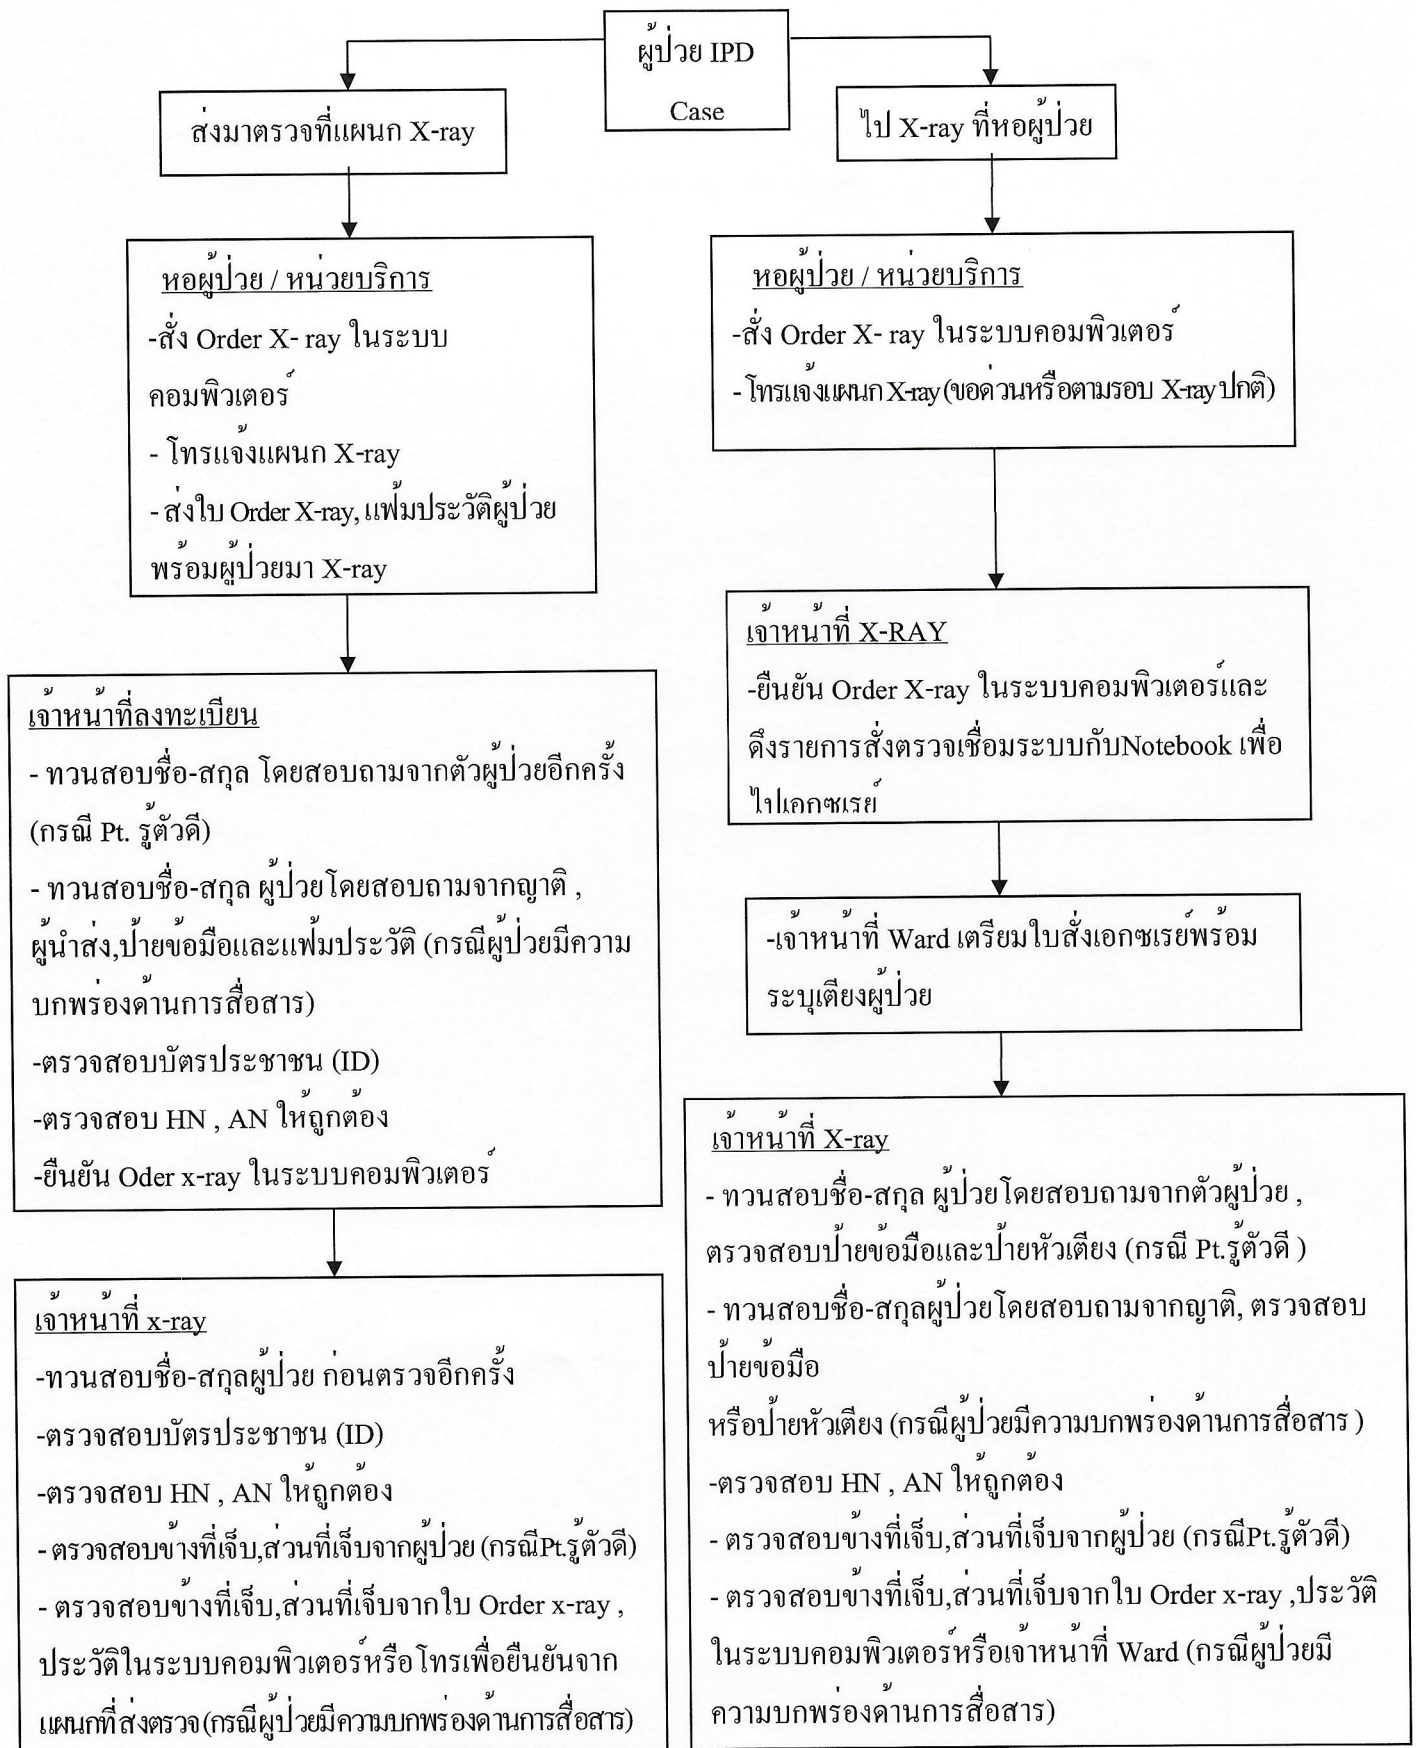 ผู้ป่วย IPD
Case
ส่งมาตรวจที่แผนก X-ray
ไป X-ray ที่หอผู้ป่วย
หอผู้ป่วย / หน่วยบริการ
-สั่ง Order X- ray ในระบบ
คอมพิวเตอร์
- โทรแจ้งแผนก X-ray
- ส่งใบ Order X-ray, แฟ้มประวัติผู้ป่วย
พร้อมผู้ป่วยมา X-ray
เจ้าหน้าที่ลงทะเบียน
- ทวนสอบชื่อ-สกุล โดยสอบถามจากตัวผู้ป่วยอีกครั้ง
(กรณี Pt. รู้ตัวดี)
- ทวนสอบชื่อ-สกุล ผู้ป่วยโดยสอบถามจากญาติ ,
ผู้นำส่ง,ป้ายข้อมือและแฟ้มประวัติ (กรณีผู้ป่วยมีความ
บกพร่องด้านการสื่อสาร)
-ตรวจสอบบัตรประชาชน (ID)
-ตรวจสอบ HN , AN ให้ถูกต้อง
-ยืนยัน Oder x-ray ในระบบคอมพิวเตอร์
เจ้าหน้าที่ x-ray
-ทวนสอบชื่อ-สกุลผู้ป่วย ก่อนตรวจอีกครั้ง
-ตรวจสอบบัตรประชาชน (ID)
-ตรวจสอบ HN , AN ให้ถูกต้อง
- ตรวจสอบข้างที่เจ็บ,ส่วนที่เจ็บจากผู้ป่วย (กรณีPt.รู้ตัวดี)
- ตรวจสอบข้างที่เจ็บ,ส่วนที่เจ็บจากใบ Order x-ray ,
ประวัติในระบบคอมพิวเตอร์หรือโทรเพื่อยืนยันจาก
แผนกที่ส่งตรวจ(กรณีผู้ป่วยมีความบกพร่องด้านการสื่อสาร)
หอผู้ป่วย / หน่วยบริการ
-สั่ง Order X- ray ในระบบคอมพิวเตอร์
- โทรแจ้งแผนก X-ray (ขอด่วนหรือตามรอบ X-ray ปกติ)
เจ้าหน้าที่ X-RAY
-ยืนยัน Order X-ray ในระบบคอมพิวเตอร์และ
ดึงรายการสั่งตรวจเชื่อมระบบกับNotebook เพื่อ
ไปเอกซเรย์
-เจ้าหน้าที่ Ward เตรียมใบสั่งเอกซเรย์พร้อม
ระบุเตียงผู้ป่วย
เจ้าหน้าที่ X-ray
- ทวนสอบชื่อ-สกุล ผู้ป่วยโดยสอบถามจากตัวผู้ป่วย ,
ตรวจสอบป้ายข้อมือและป้ายหัวเตียง (กรณี Pt.รู้ตัวดี )
- ทวนสอบชื่อ-สกุลผู้ป่วยโดยสอบถามจากญาติ, ตรวจสอบ
ป้ายข้อมือ
หรือป้ายหัวเตียง (กรณีผู้ป่วยมีความบกพร่องด้านการสื่อสาร )
-ตรวจสอบ HN , AN ให้ถูกต้อง
- ตรวจสอบข้างที่เจ็บ,ส่วนที่เจ็บจากผู้ป่วย (กรณีPt.รู้ตัวดี)
- ตรวจสอบข้างที่เจ็บ,ส่วนที่เจ็บจากใบ Order x-ray ,ประวัติ
ในระบบคอมพิวเตอร์หรือเจ้าหน้าที่ Ward (กรณีผู้ป่วยมี
ความบกพร่องด้านการสื่อสาร)